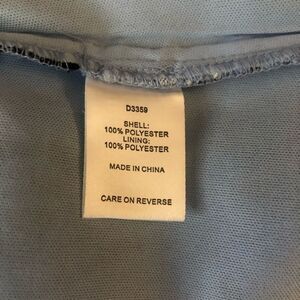 D3359
SHELL:
100% POLYESTER
LINING:
100% POLYESTER
MADE IN CHINA
CARE ON REVERSE